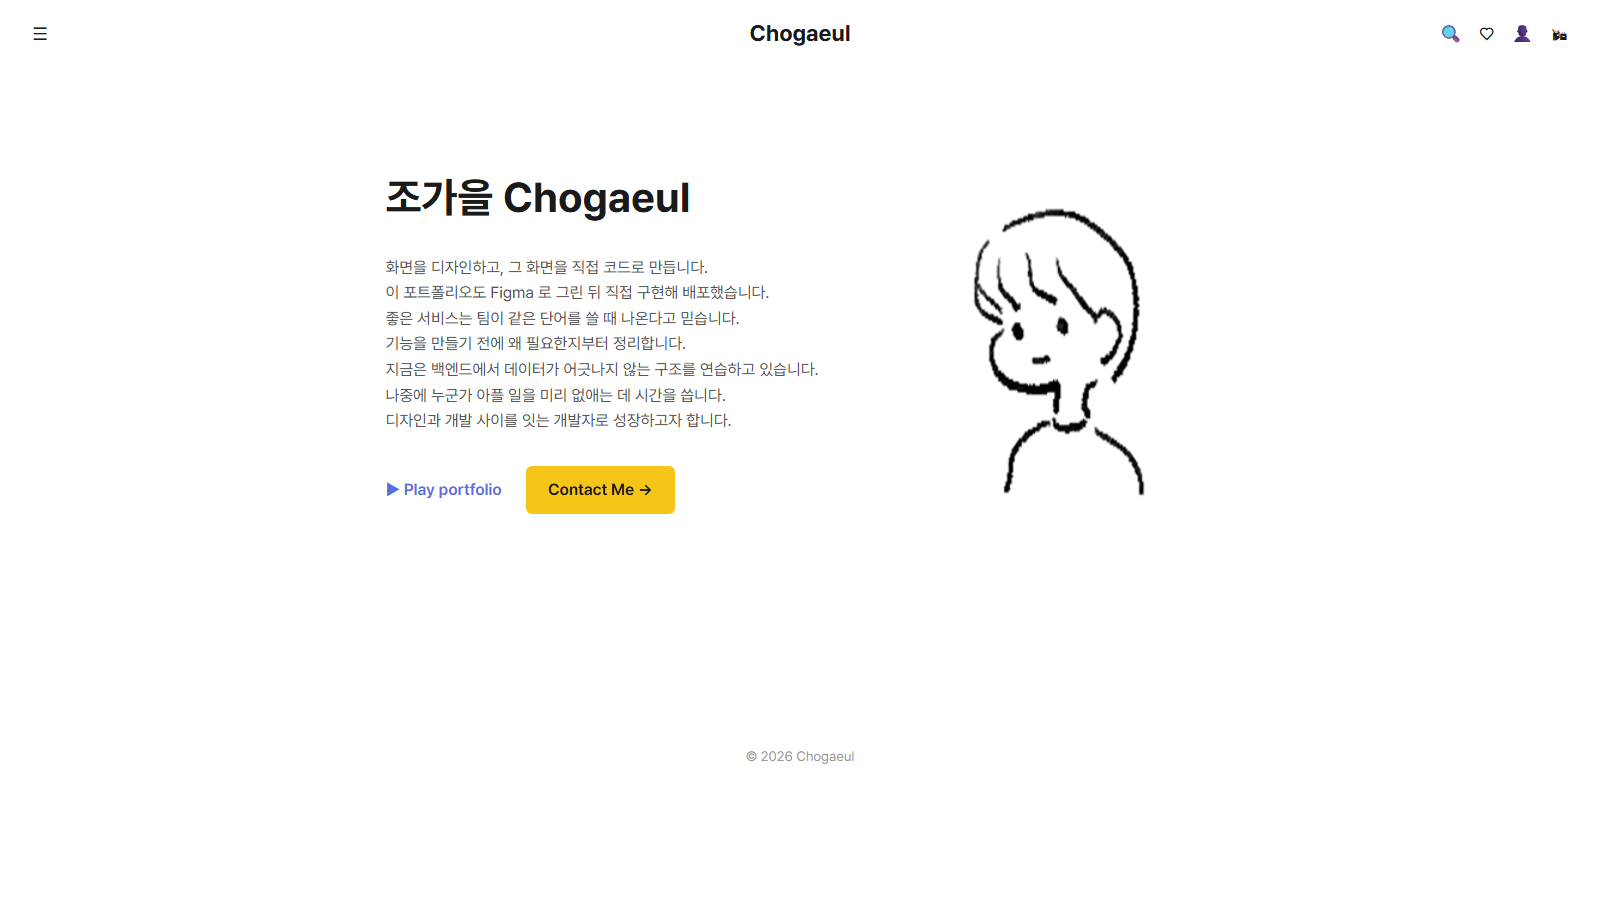 Chogaeul
조가을 Chogaeul
화면을 디자인하고, 그 화면을 직접 코드로 만듭니다.
이 포트폴리오도 Figma 로 그린 뒤 직접 구현해 배포했습니다.
좋은 서비스는 팀이 같은 단어를 쓸 때 나온다고 믿습니다.
기능을 만들기 전에 왜 필요한지부터 정리합니다.
지금은 백엔드에서 데이터가 어긋나지 않는 구조를 연습하고 있습니다.
나중에 누군가 아플 일을 미리 없애는 데 시간을 씁니다.
디자인과 개발 사이를 잇는 개발자로 성장하고자 합니다.
▶ Play portfolio
Contact Me →
© 2026 Chogaeul